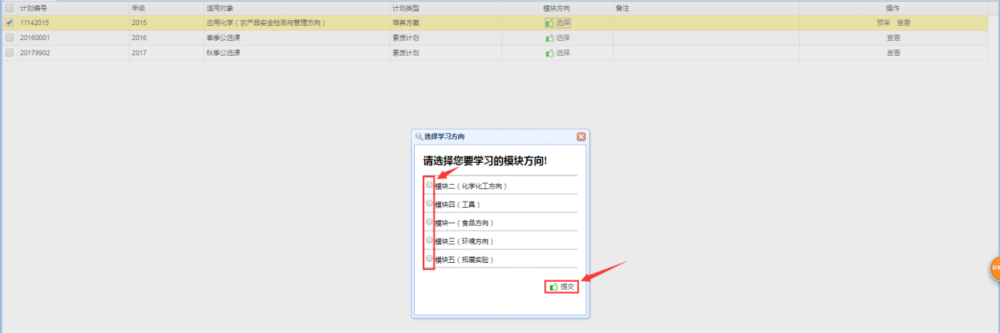 计划编号 年级 适用对象 计划类型 模块方向 备注 操作
11142015 2015 应用化学（农产品安全检测与管理方向） 培养方案 选择 预审 查看
20160001 2016 春季公选课 素质计划 选择 查看
20179902 2017 秋季公选课 素质计划 选择 查看
选择学习方向
请选择您要学习的模块方向!
模块二（化学化工方向）
模块四（工具）
模块一（食品方向）
模块三（环境方向）
模块五（拓展实验）
提交
84